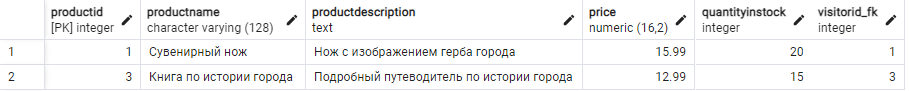 productid productname productdescription price quantityinstock visitorid_fk
[PK] integer character varying (128) text numeric (16,2) integer integer
1 1 Сувенирный нож Нож с изображением герба города 15.99 20 1
2 3 Книга по истории города Подробный путеводитель по истории города 12.99 15 3